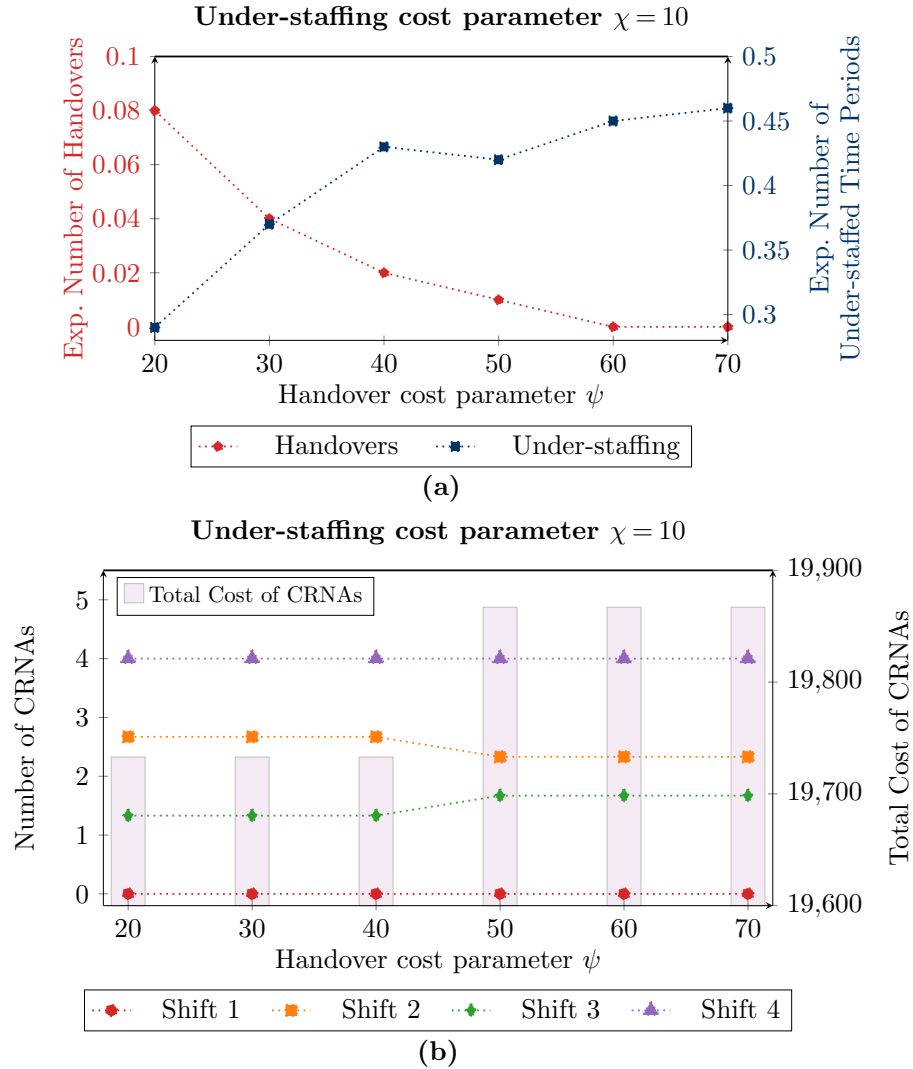 Under-staffing cost parameter χ = 10
Exp. Number of Handovers
0.1
0.08
0.06
0.04
0.02
0
0.5
0.45
0.4
0.35
0.3
Exp. Number of
Under-staffed Time Periods
20 30 40 50 60 70
Handover cost parameter ψ
Handovers Under-staffing
(a)
Under-staffing cost parameter χ = 10
Number of CRNAs
5
4
3
2
1
0
Total Cost of CRNAs
19,900
19,800
19,700
19,600
Total Cost of CRNAs
20 30 40 50 60 70
Handover cost parameter ψ
Shift 1 Shift 2 Shift 3 Shift 4
(b)